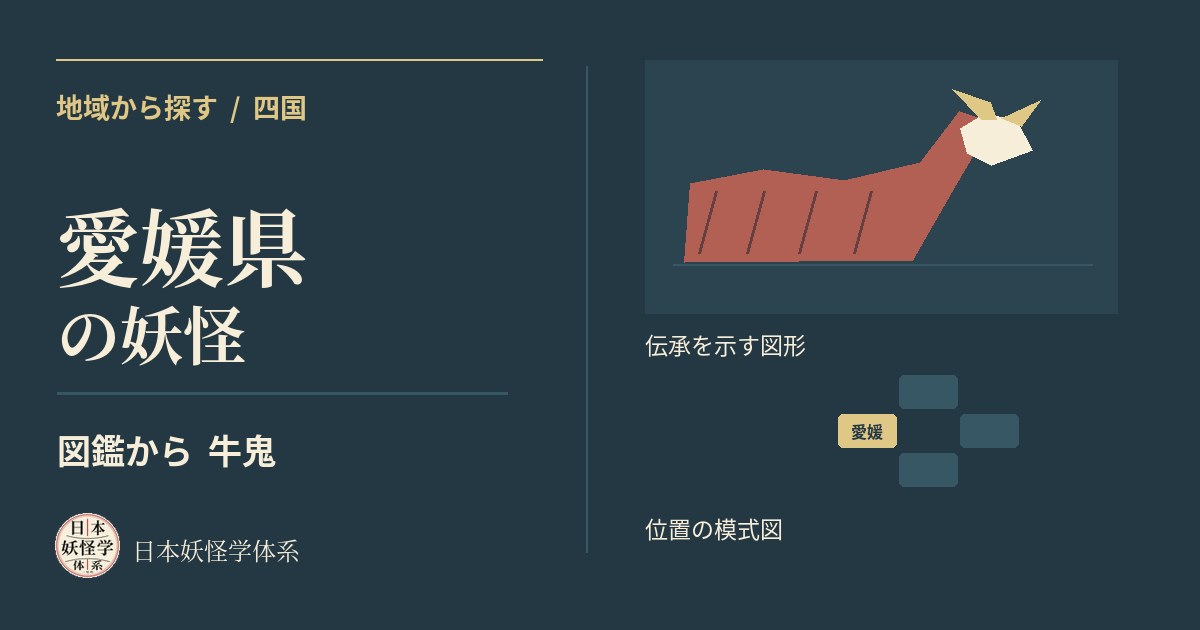 地域から探す / 四国
愛媛県
の妖怪
図鑑から 牛鬼
日本
妖怪学
体系
日本妖怪学体系
伝承を示す図形
愛媛
位置の模式図